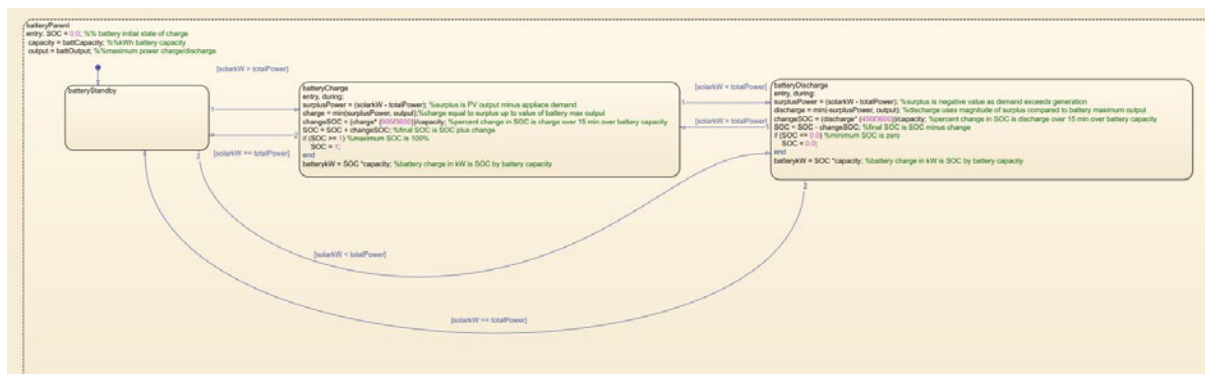 batteryParent
entry: SOC = 0.0; %% battery initial state of charge
capacity = battCapacity; %%kWh battery capacity
output = battOutput; %%maximum power charge/discharge
[solarkW > totalPower]
batteryStandby
1
2
[solarkW == totalPower]
3
2
batteryCharge
entry, during:
surplusPower = (solarkW - totalPower); %surplus is PV output minus appliace demand
charge = min(surplusPower, output);%charge equal to surplus up to value of battery max output
changeSOC = (charge* (900/3600))/capacity; %percent change in SOC is charge over 15 min over battery capacity
SOC = SOC + changeSOC; %final SOC is SOC plus change
if (SOC >= 1) %maximum SOC is 100%
SOC = 1;
end
batterykW = SOC *capacity; %battery charge in kW is SOC by battery capacity
[solarkW < totalPower]
1
[solarkW > totalPower]
1
batteryDischarge
entry, during:
surplusPower = (solarkW - totalPower); %surplus is negative value as demand exceeds generation
discharge = min(-surplusPower, output); %discharge uses magnitude of surplus compared to battery maximum output
changeSOC = (discharge* (450/3600))/capacity; %percent change in SOC is discharge over 15 min over battery capacity
SOC = SOC - changeSOC; %final SOC is SOC minus change
if (SOC <= 0.0) %minimum SOC is zero
SOC = 0.0;
end
batterykW = SOC *capacity; %battery charge in kW is SOC by battery capacity
2
[solarkW < totalPower]
[solarkW == totalPower]